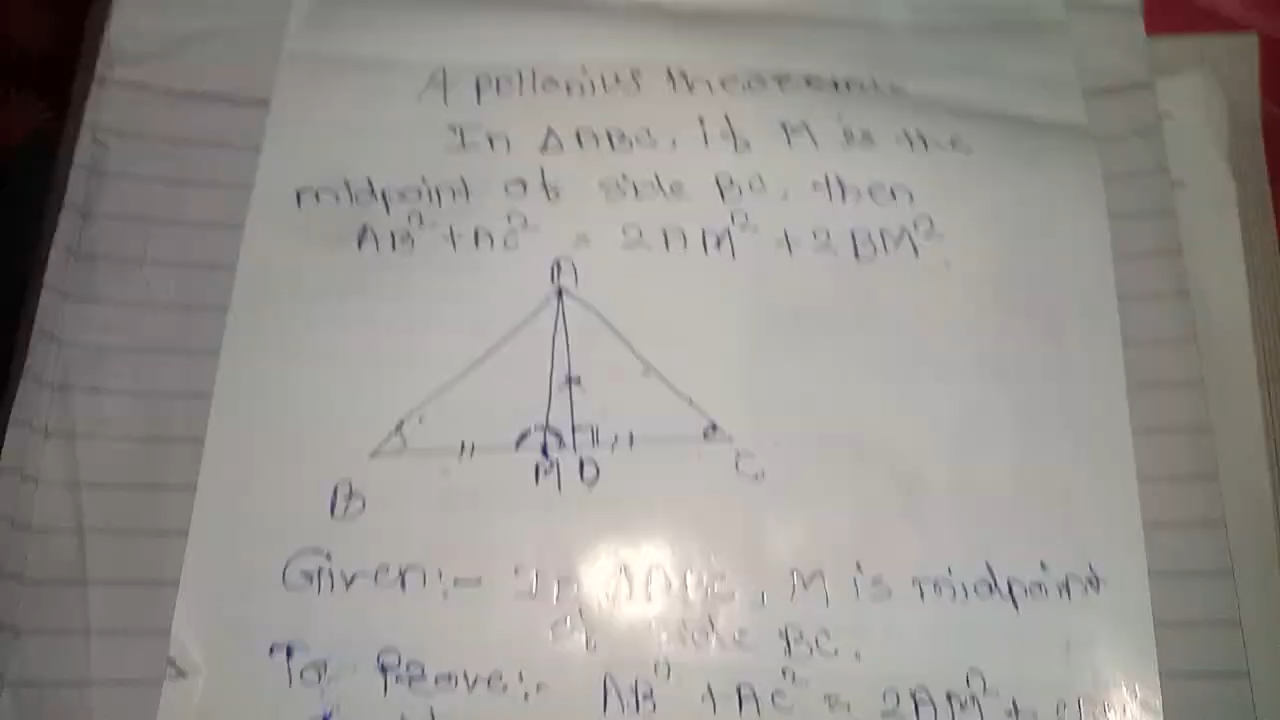 Apollonius theorem
In ΔABC, if M is the
midpoint of side BC, then
AB² + AC² = 2AM² + 2BM²
A
B
M D
C
Given:- In ΔABC, M is midpoint
of side BC.
To Prove:- AB² + AC² = 2AM² +